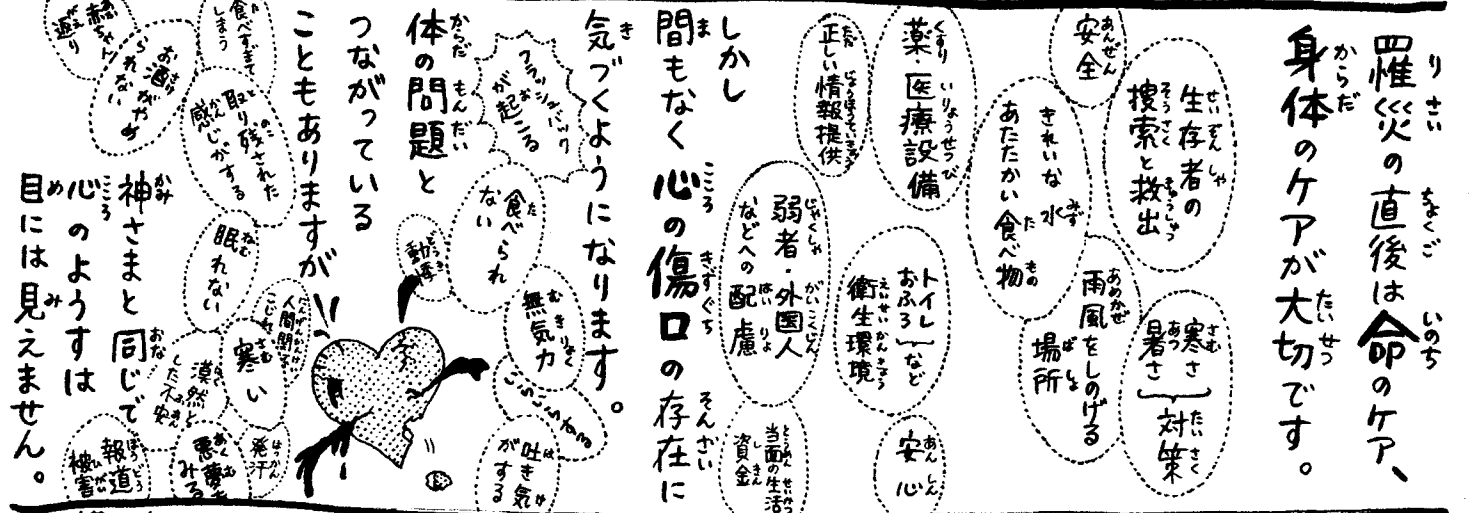 罹災の直後は命のケア、
身体のケアが大切です。
生存者の
捜索と救出
寒さ
暑さ
対策
安全
きれいな水
あたたかい食べ物
雨風をしのげる
場所
薬・医療設備
トイレ
おふろ
など
衛生環境
安心
正しい情報提供
弱者・外国人
などへの配慮
当面の生活
資金
しかし
間もなく心の傷口の存在に
気づくようになります。
フラッシュバック
が起こる
食べられ
ない
無気力
吐き気
がする
体の問題と
つながっている
こともありますが
動悸
食べすぎて
しまう
お酒がやめ
られない
赤ちゃん
返り
取り残された
感じがする
眠れない
人間関係
こじれ
寒い
漠然と
した不安
発汗
悪夢を
みる
報道
被害
神さまと同じで
心のようすは
目には見えません。